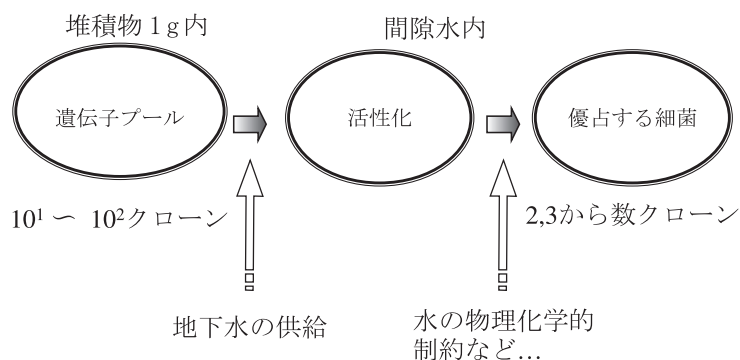 堆積物 1 g 内
間隙水内
遺伝子プール
活性化
優占する細菌
10¹ ～ 10²クローン
2,3から数クローン
地下水の供給
水の物理化学的
制約など…